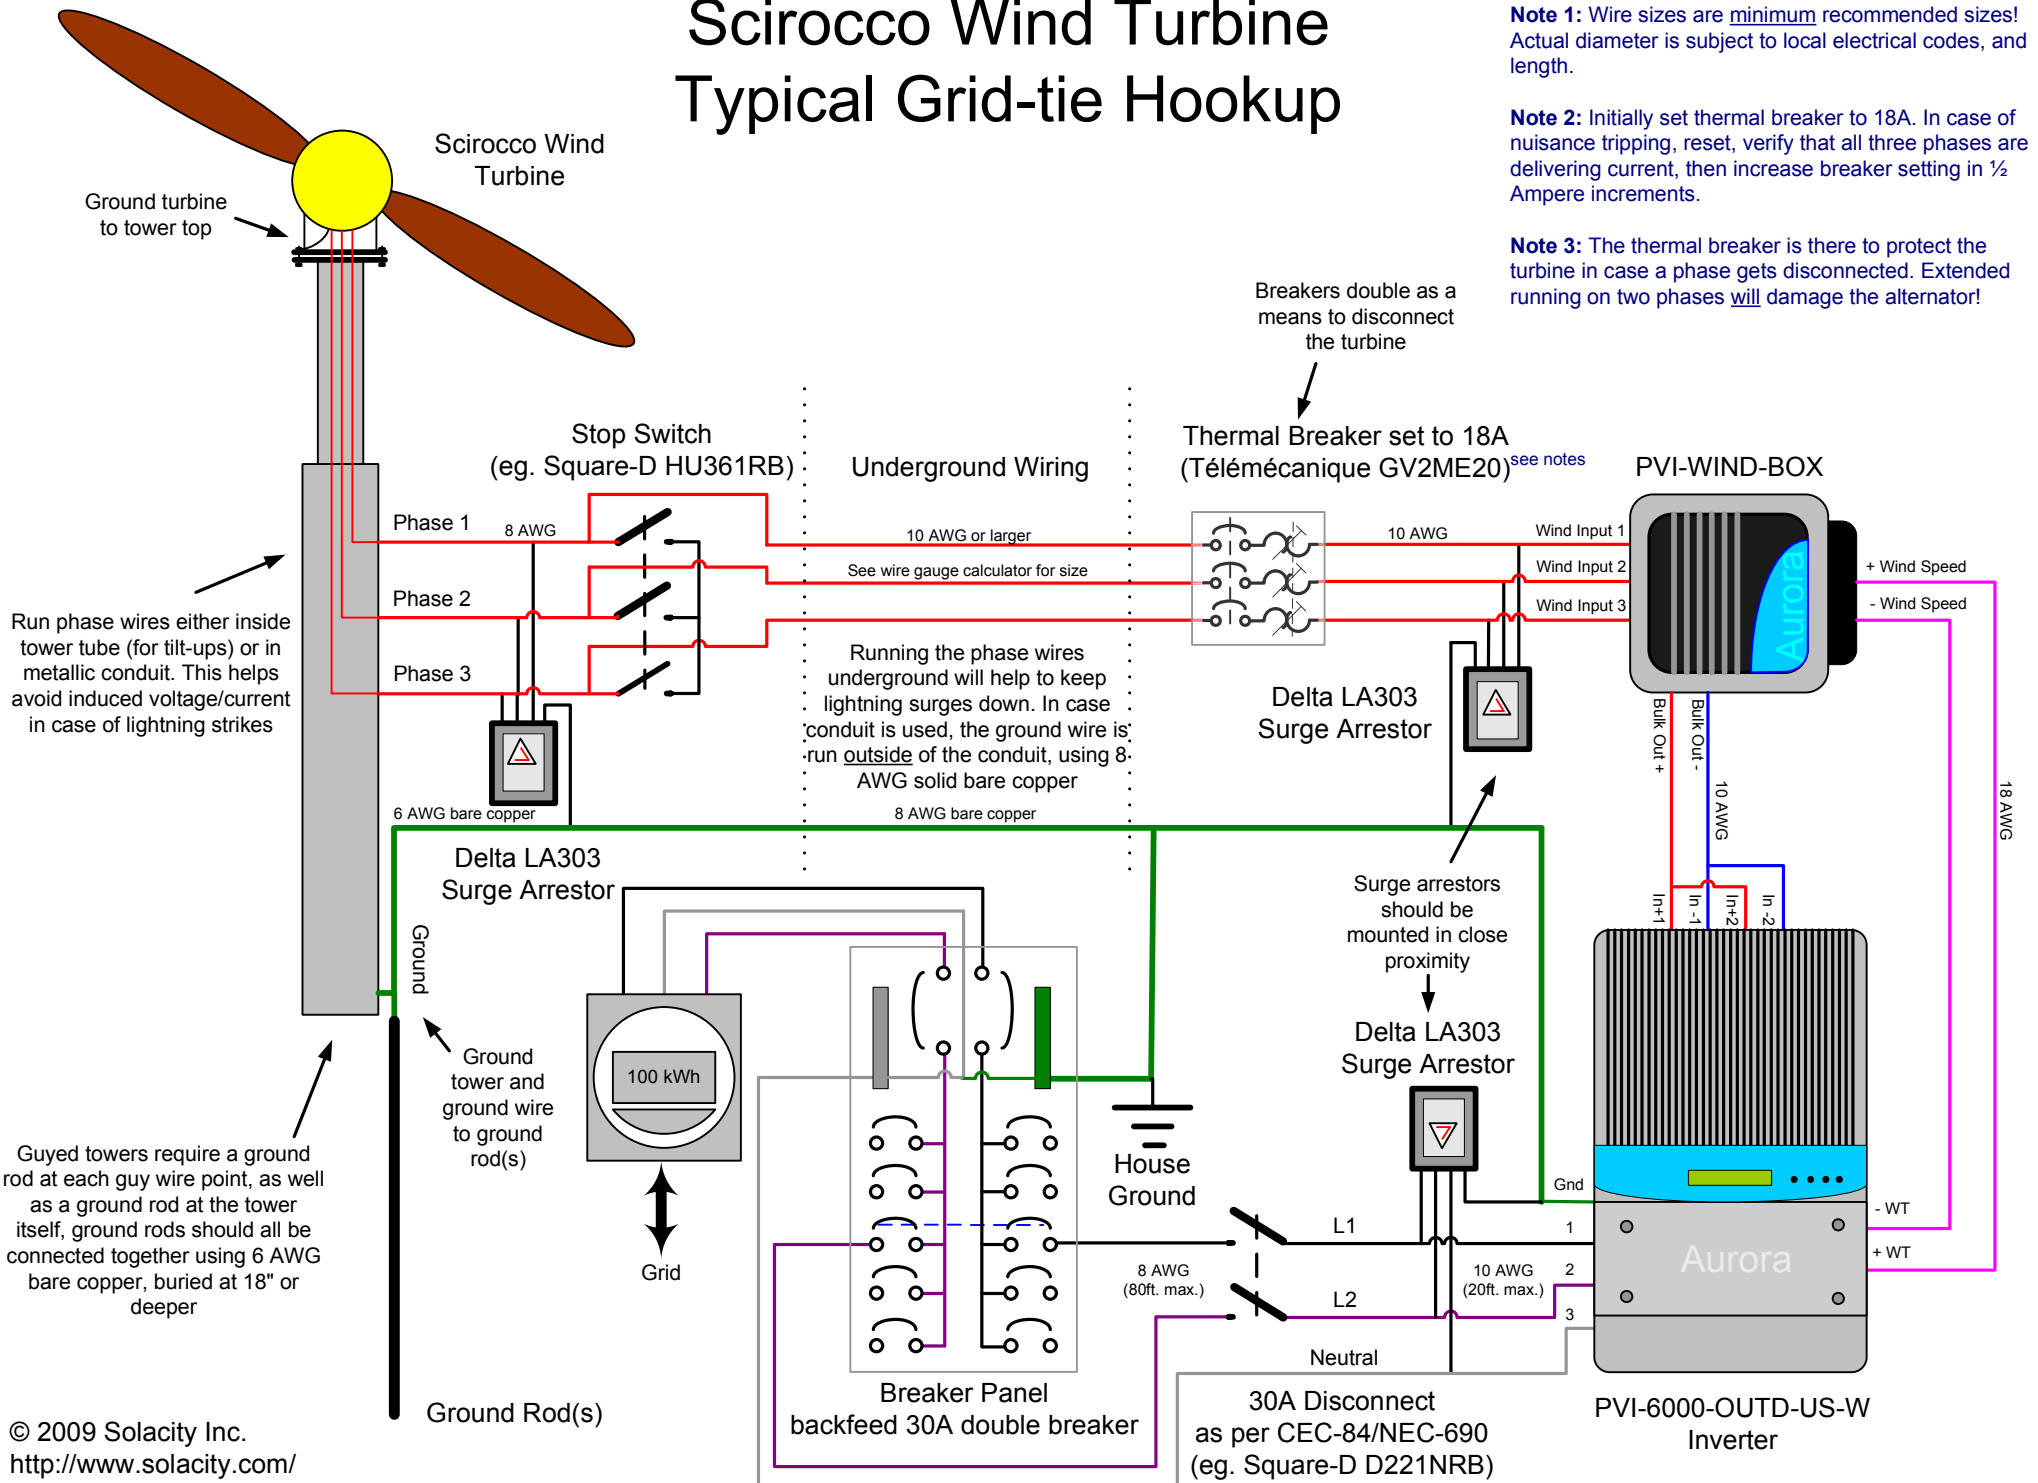 Scirocco Wind Turbine
Typical Grid-tie Hookup
Note 1: Wire sizes are minimum recommended sizes!
Actual diameter is subject to local electrical codes, and
length.
Note 2: Initially set thermal breaker to 18A. In case of
nuisance tripping, reset, verify that all three phases are
delivering current, then increase breaker setting in ½
Ampere increments.
Note 3: The thermal breaker is there to protect the
turbine in case a phase gets disconnected. Extended
running on two phases will damage the alternator!
Scirocco Wind
Turbine
Ground turbine
to tower top
Breakers double as a
means to disconnect
the turbine
Stop Switch
(eg. Square-D HU361RB)
Underground Wiring
Thermal Breaker set to 18A
(Télémécanique GV2ME20) see notes
PVI-WIND-BOX
Phase 1
8 AWG
10 AWG or larger
10 AWG
Wind Input 1
See wire gauge calculator for size
Wind Input 2
+ Wind Speed
Phase 2
Wind Input 3
- Wind Speed
Aurora
Run phase wires either inside
tower tube (for tilt-ups) or in
metallic conduit. This helps
avoid induced voltage/current
in case of lightning strikes
Phase 3
Running the phase wires
underground will help to keep
lightning surges down. In case
conduit is used, the ground wire is
run outside of the conduit, using 8
AWG solid bare copper
Delta LA303
Surge Arrestor
Bulk Out +
Bulk Out -
10 AWG
18 AWG
6 AWG bare copper
8 AWG bare copper
Delta LA303
Surge Arrestor
Surge arrestors
should be
mounted in close
proximity
In+1
In -1
In+2
In -2
Ground
Ground
tower and
ground wire
to ground
rod(s)
100 kWh
Delta LA303
Surge Arrestor
Guyed towers require a ground
rod at each guy wire point, as well
as a ground rod at the tower
itself, ground rods should all be
connected together using 6 AWG
bare copper, buried at 18" or
deeper
House
Ground
Gnd
- WT
L1
1
Aurora
+ WT
Grid
8 AWG
(80ft. max.)
10 AWG
(20ft. max.)
2
L2
3
Neutral
Breaker Panel
backfeed 30A double breaker
30A Disconnect
as per CEC-84/NEC-690
(eg. Square-D D221NRB)
PVI-6000-OUTD-US-W
Inverter
Ground Rod(s)
© 2009 Solacity Inc.
http://www.solacity.com/